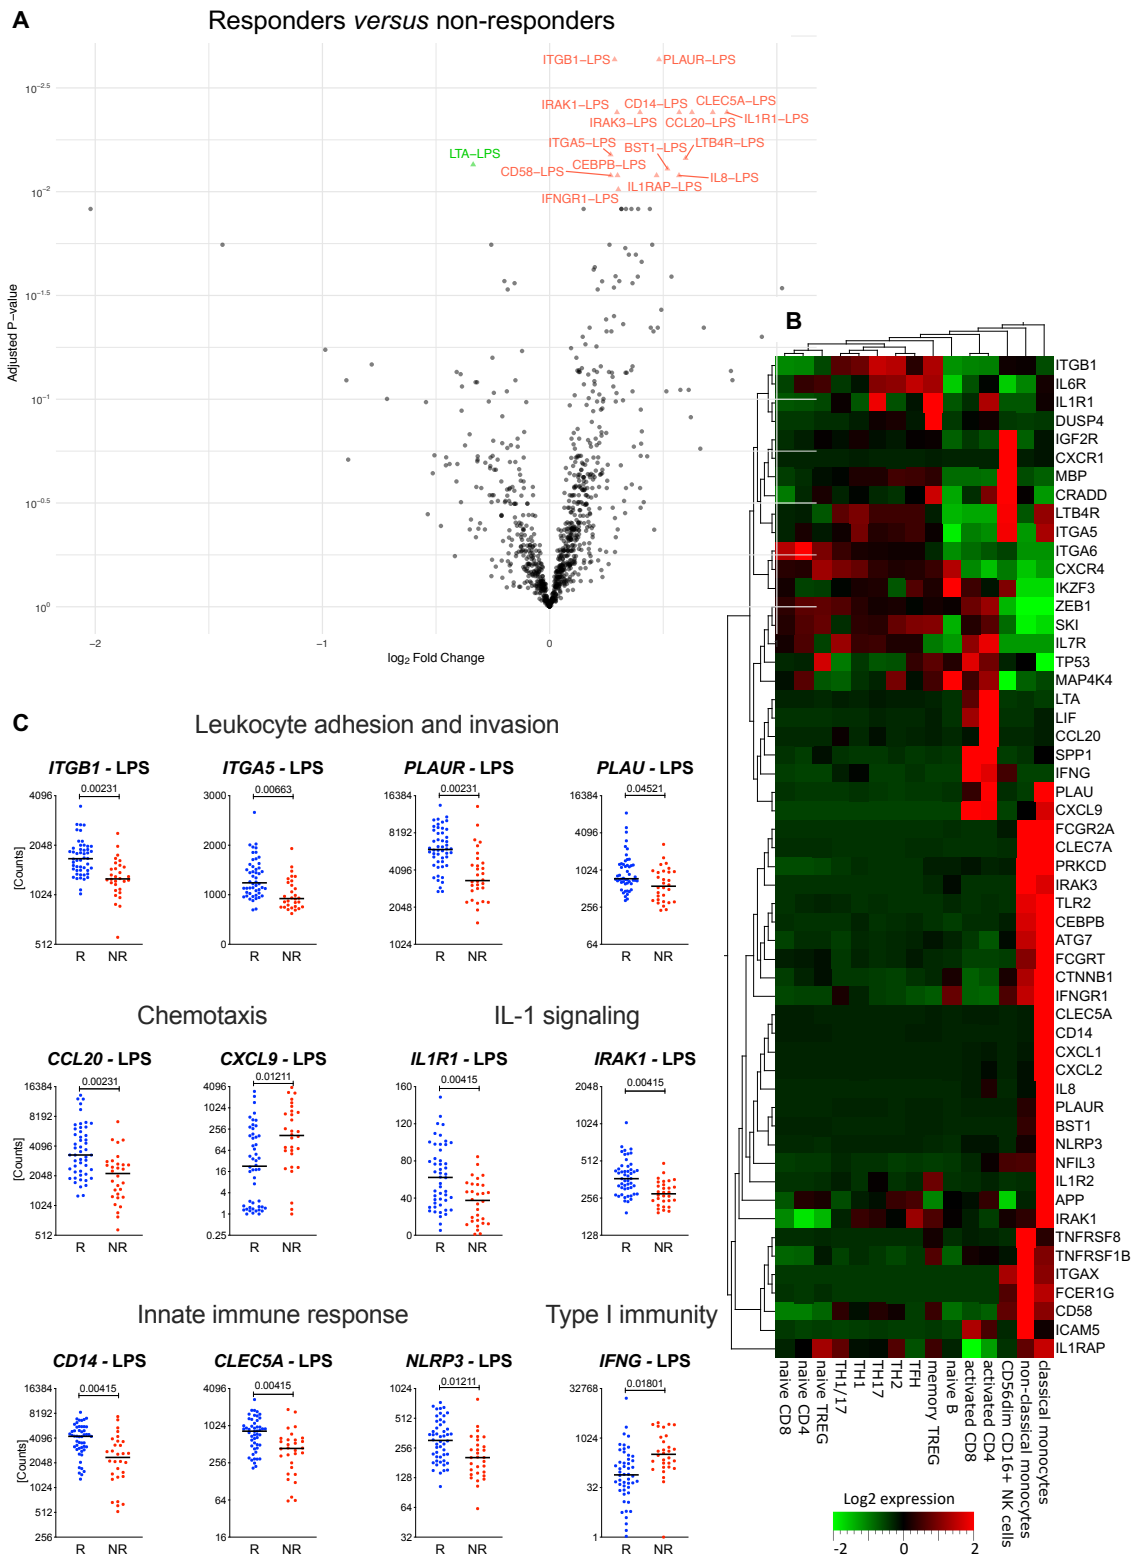 A
Responders versus non-responders
ITGB1–LPS
PLAUR–LPS
IRAK1–LPS
CD14–LPS
CLEC5A–LPS
IRAK3–LPS
CCL20–LPS
IL1R1–LPS
ITGA5–LPS
BST1–LPS
LTB4R–LPS
LTA–LPS
CD58–LPS
CEBPB–LPS
IL1RAP–LPS
IL8–LPS
IFNGR1–LPS
10−2.5
10−2
10−1.5
10−1
10−0.5
100
Adjusted P−value
−2
−1
0
log2 Fold Change
B
ITGB1
IL6R
IL1R1
DUSP4
IGF2R
CXCR1
MBP
CRADD
LTB4R
ITGA5
ITGA6
CXCR4
IKZF3
ZEB1
SKI
IL7R
TP53
MAP4K4
LTA
LIF
CCL20
SPP1
IFNG
PLAU
CXCL9
FCGR2A
CLEC7A
PRKCD
IRAK3
TLR2
CEBPB
ATG7
FCGRT
CTNNB1
IFNGR1
CLEC5A
CD14
CXCL1
CXCL2
IL8
PLAUR
BST1
NLRP3
NFIL3
IL1R2
APP
IRAK1
TNFRSF8
TNFRSF1B
ITGAX
FCER1G
CD58
ICAM5
IL1RAP
naive CD8
naive CD4
naive TREG
TH1/17
TH1
TH17
TH2
TFH
memory TREG
naive B
activated CD8
activated CD4
CD56dim CD16+ NK cells
non-classical monocytes
classical monocytes
Log2 expression
-2 0 2
C
Leukocyte adhesion and invasion
ITGB1 - LPS
0.00231
4096
2048
1024
512
[Counts]
R NR
ITGA5 - LPS
0.00663
3000
2000
1000
0
R NR
PLAUR - LPS
0.00231
16384
8192
4096
2048
1024
R NR
PLAU - LPS
0.04521
16384
4096
1024
256
64
R NR
Chemotaxis
CCL20 - LPS
0.00231
16384
8192
4096
2048
1024
512
[Counts]
R NR
CXCL9 - LPS
0.01211
4096
1024
256
64
16
4
1
0.25
R NR
IL-1 signaling
IL1R1 - LPS
0.00415
160
120
80
40
0
R NR
IRAK1 - LPS
0.00415
2048
1024
512
256
128
R NR
Innate immune response
CD14 - LPS
0.00415
16384
8192
4096
2048
1024
512
256
R NR
CLEC5A - LPS
0.00415
4096
1024
256
64
16
R NR
NLRP3 - LPS
0.01211
1024
512
256
128
64
32
R NR
Type I immunity
IFNG - LPS
0.01801
32768
1024
32
1
R NR